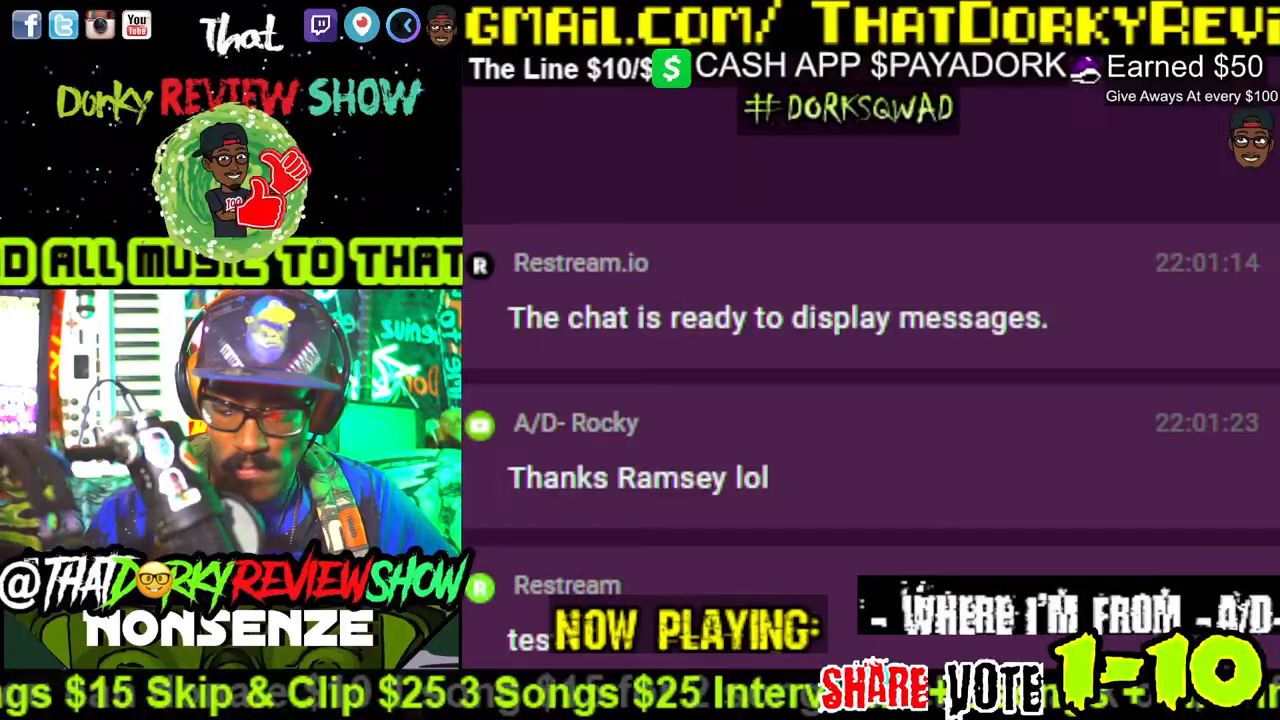 That
Dorky REVIEW SHOW
100
D ALL MUSIC TO THAT
GMAIL.COM/ THATDORKYREVI
The Line $10/$
$ CASH APP $PAYADORK
Earned $50
Give Aways At every $100
# DORKSQWAD
Restream.io 22:01:14
The chat is ready to display messages.
A/D- Rocky 22:01:23
Thanks Ramsey lol
Restream
tes
NOW PLAYING:
- WHERE I'M FROM -A/D-
@THATDORKYREVIEWSHOW
NONSENZE
SHARE VOTE 1-10
ngs $15 Skip & Clip $25 3 Songs $25 Interv